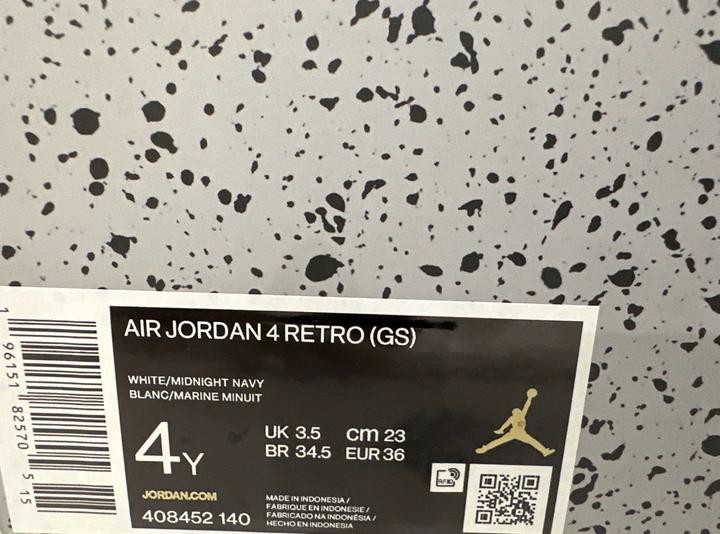 AIR JORDAN 4 RETRO (GS)
WHITE/MIDNIGHT NAVY
BLANC/MARINE MINUIT
4Y
UK 3.5 cm 23
BR 34.5 EUR 36
RFID
JORDAN.COM
408452 140
MADE IN INDONESIA /
FABRIQUE EN INDONESIE /
FABRICADO NA INDONÉSIA /
HECHO EN INDONESIA
1 96151 82570 5 15